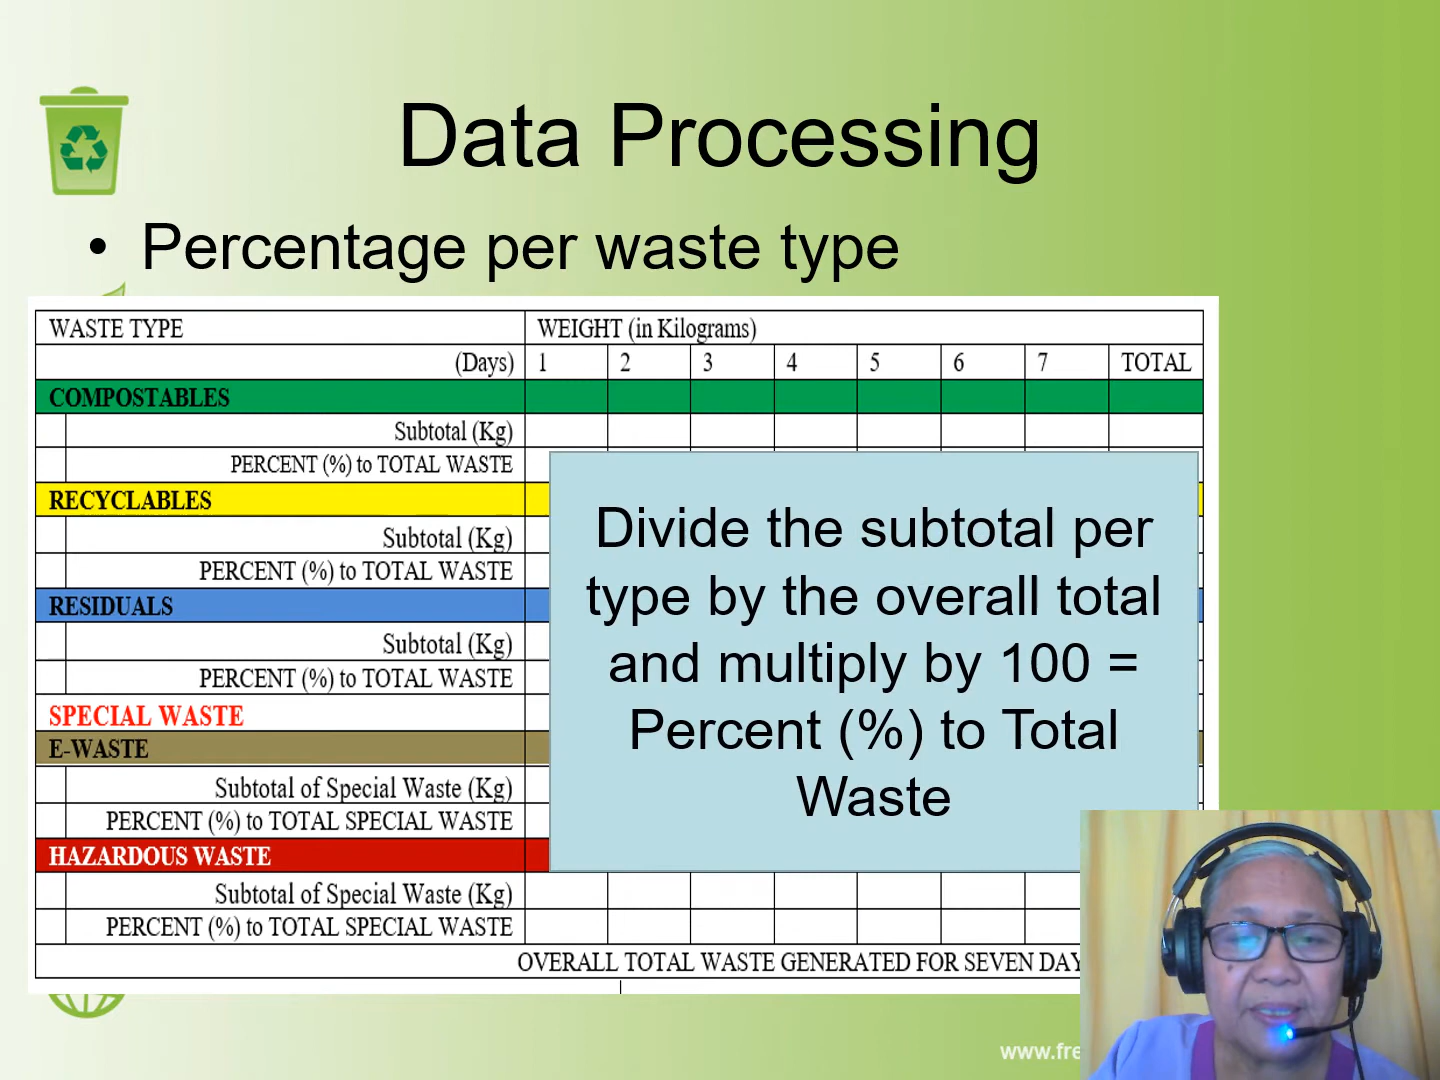 Data Processing
• Percentage per waste type
WASTE TYPE WEIGHT (in Kilograms)
(Days) 1 2 3 4 5 6 7 TOTAL
COMPOSTABLES
Subtotal (Kg)
PERCENT (%) to TOTAL WASTE
RECYCLABLES
Subtotal (Kg)
PERCENT (%) to TOTAL WASTE
RESIDUALS
Subtotal (Kg)
PERCENT (%) to TOTAL WASTE
SPECIAL WASTE
E-WASTE
Subtotal of Special Waste (Kg)
PERCENT (%) to TOTAL SPECIAL WASTE
HAZARDOUS WASTE
Subtotal of Special Waste (Kg)
PERCENT (%) to TOTAL SPECIAL WASTE
OVERALL TOTAL WASTE GENERATED FOR SEVEN DAY
Divide the subtotal per
type by the overall total
and multiply by 100 =
Percent (%) to Total
Waste
www.fre